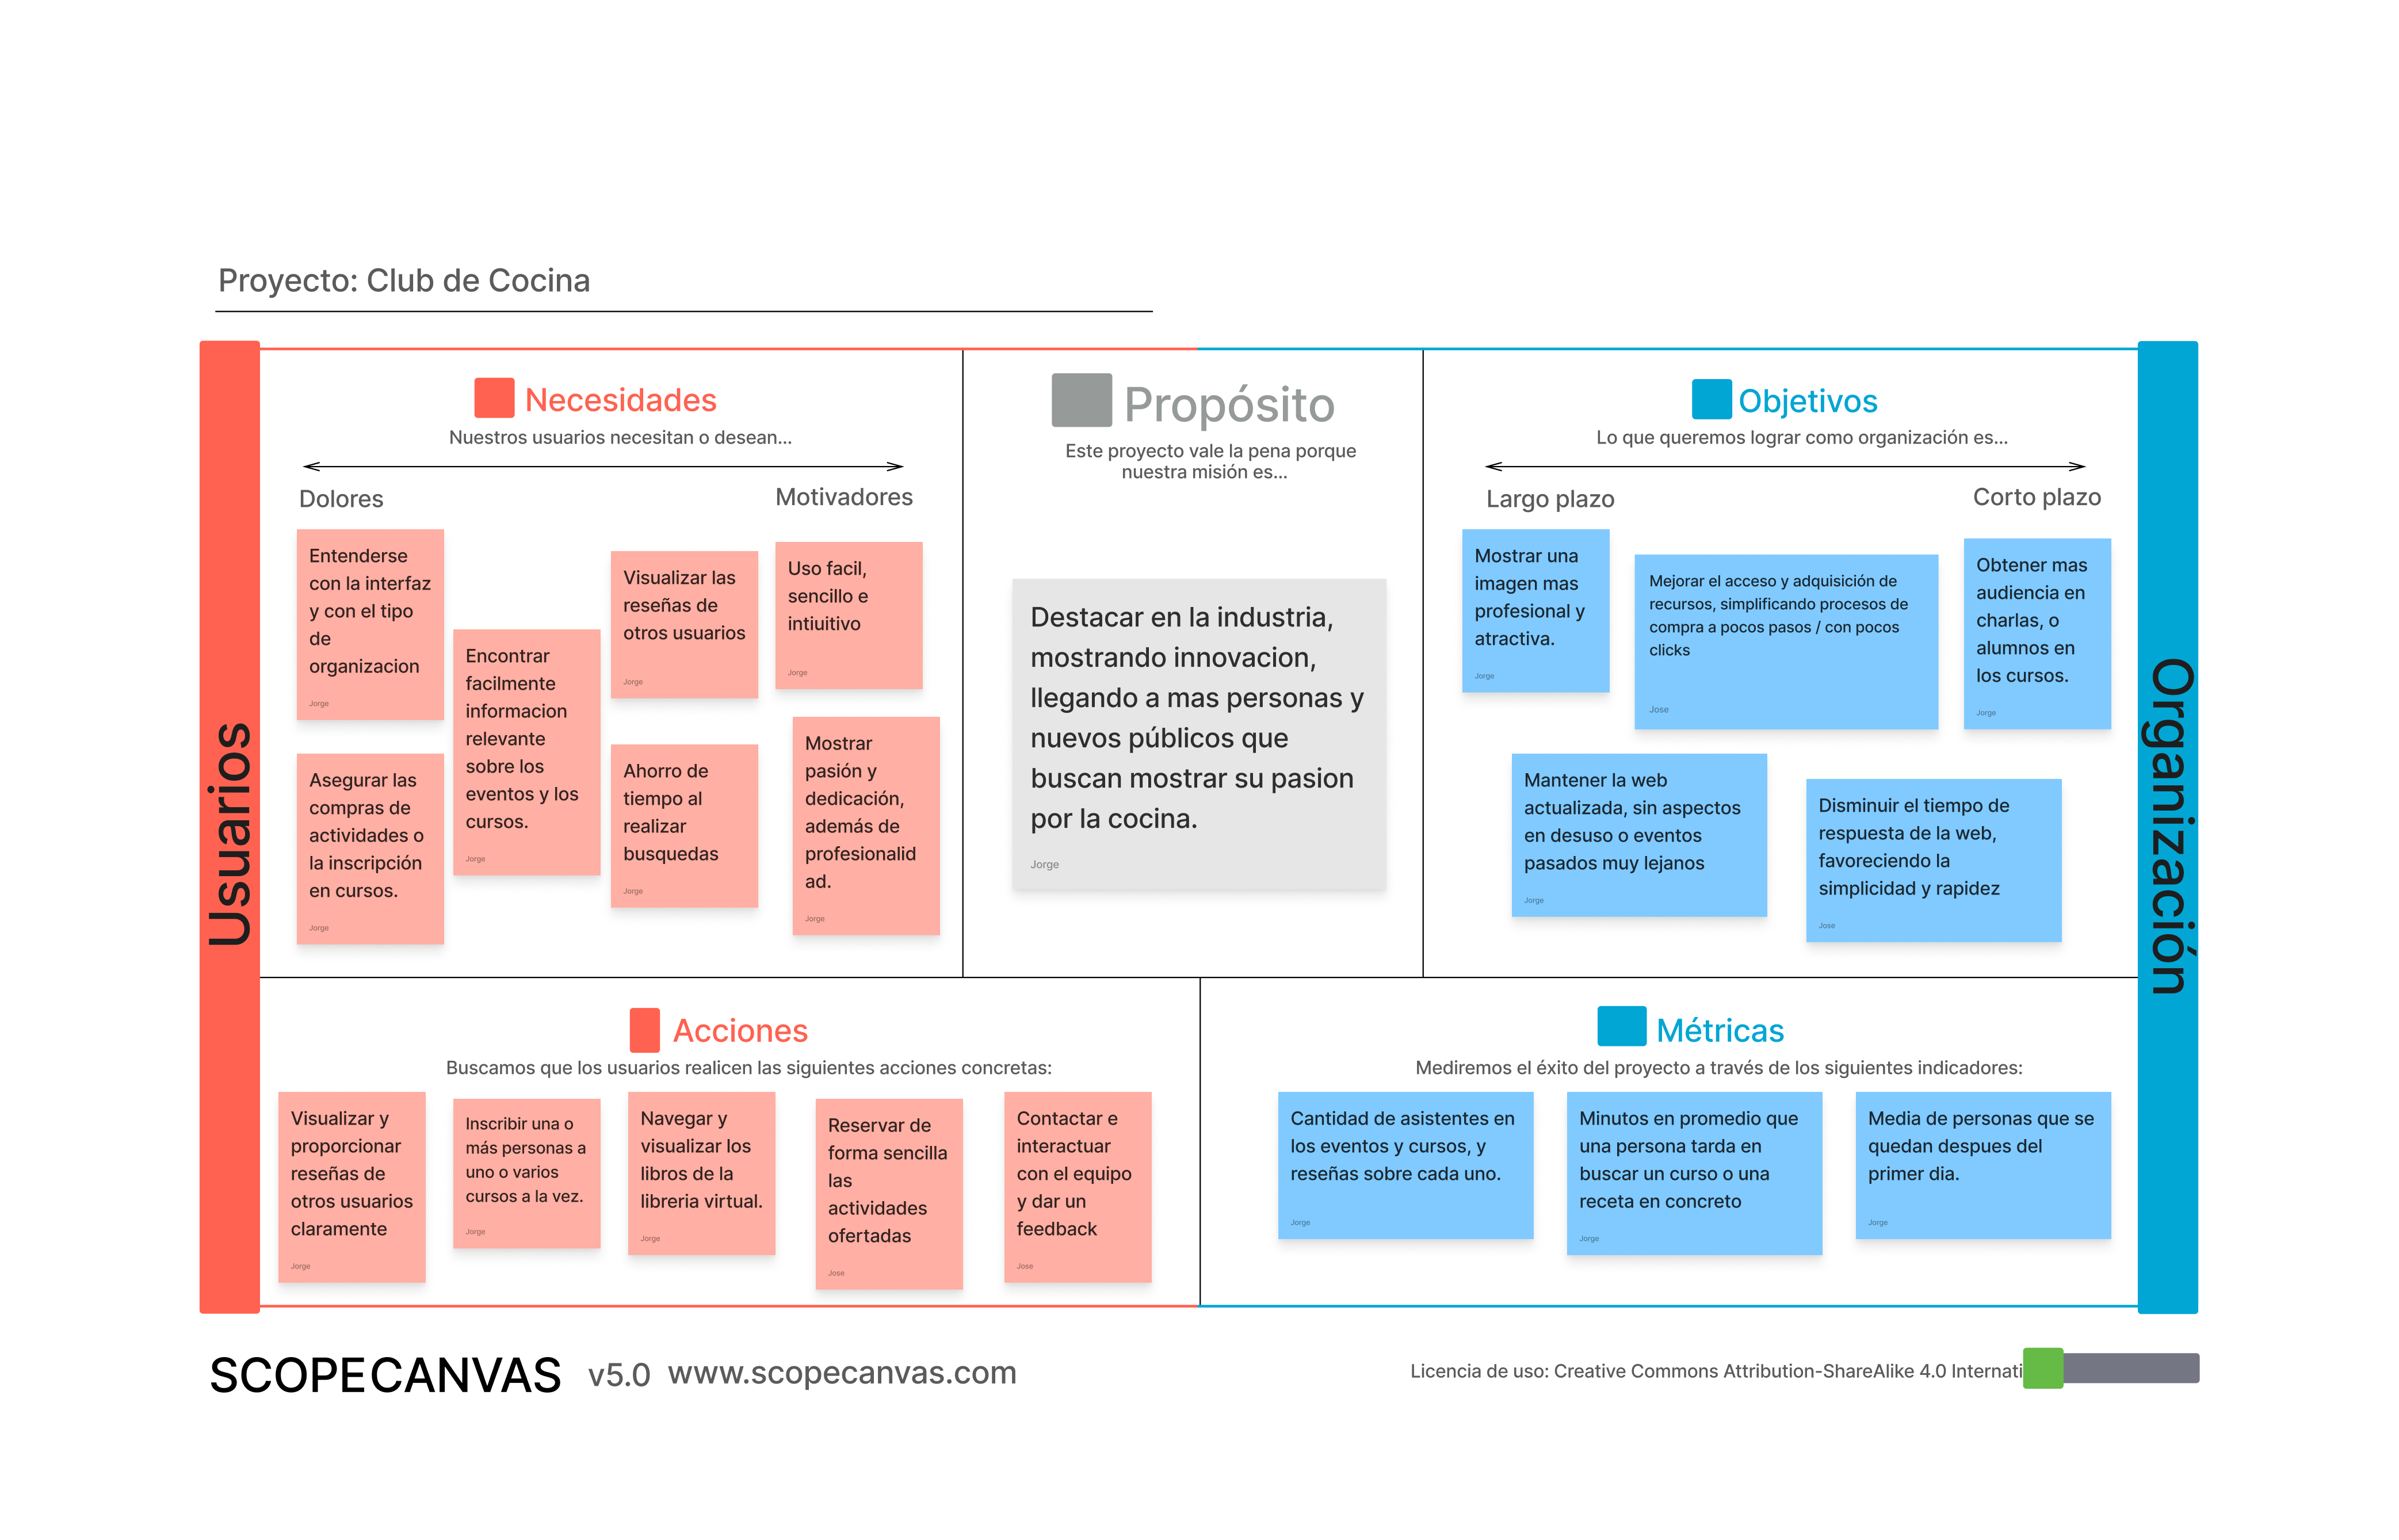 Proyecto: Club de Cocina
Usuarios
Necesidades
Nuestros usuarios necesitan o desean...
Dolores
Motivadores
Entenderse
con la interfaz
y con el tipo
de
organizacion
Jorge
Asegurar las
compras de
actividades o
la inscripción
en cursos.
Jorge
Encontrar
facilmente
informacion
relevante
sobre los
eventos y los
cursos.
Jorge
Visualizar las
reseñas de
otros usuarios
Jorge
Ahorro de
tiempo al
realizar
busquedas
Jorge
Uso facil,
sencillo e
intiuitivo
Jorge
Mostrar
pasión y
dedicación,
además de
profesionalid
ad.
Jorge
Propósito
Este proyecto vale la pena porque
nuestra misión es...
Destacar en la industria,
mostrando innovacion,
llegando a mas personas y
nuevos públicos que
buscan mostrar su pasion
por la cocina.
Jorge
Objetivos
Lo que queremos lograr como organización es...
Largo plazo
Corto plazo
Mostrar una
imagen mas
profesional y
atractiva.
Jorge
Mejorar el acceso y adquisición de
recursos, simplificando procesos de
compra a pocos pasos / con pocos
clicks
Jose
Obtener mas
audiencia en
charlas, o
alumnos en
los cursos.
Jorge
Mantener la web
actualizada, sin aspectos
en desuso o eventos
pasados muy lejanos
Jorge
Disminuir el tiempo de
respuesta de la web,
favoreciendo la
simplicidad y rapidez
Jose
Organización
Acciones
Buscamos que los usuarios realicen las siguientes acciones concretas:
Visualizar y
proporcionar
reseñas de
otros usuarios
claramente
Jorge
Inscribir una o
más personas a
uno o varios
cursos a la vez.
Jorge
Navegar y
visualizar los
libros de la
libreria virtual.
Jorge
Reservar de
forma sencilla
las
actividades
ofertadas
Jose
Contactar e
interactuar
con el equipo
y dar un
feedback
Jose
Métricas
Mediremos el éxito del proyecto a través de los siguientes indicadores:
Cantidad de asistentes en
los eventos y cursos, y
reseñas sobre cada uno.
Jorge
Minutos en promedio que
una persona tarda en
buscar un curso o una
receta en concreto
Jorge
Media de personas que se
quedan despues del
primer dia.
Jorge
SCOPECANVAS v5.0 www.scopecanvas.com
Licencia de uso: Creative Commons Attribution-ShareAlike 4.0 Internati